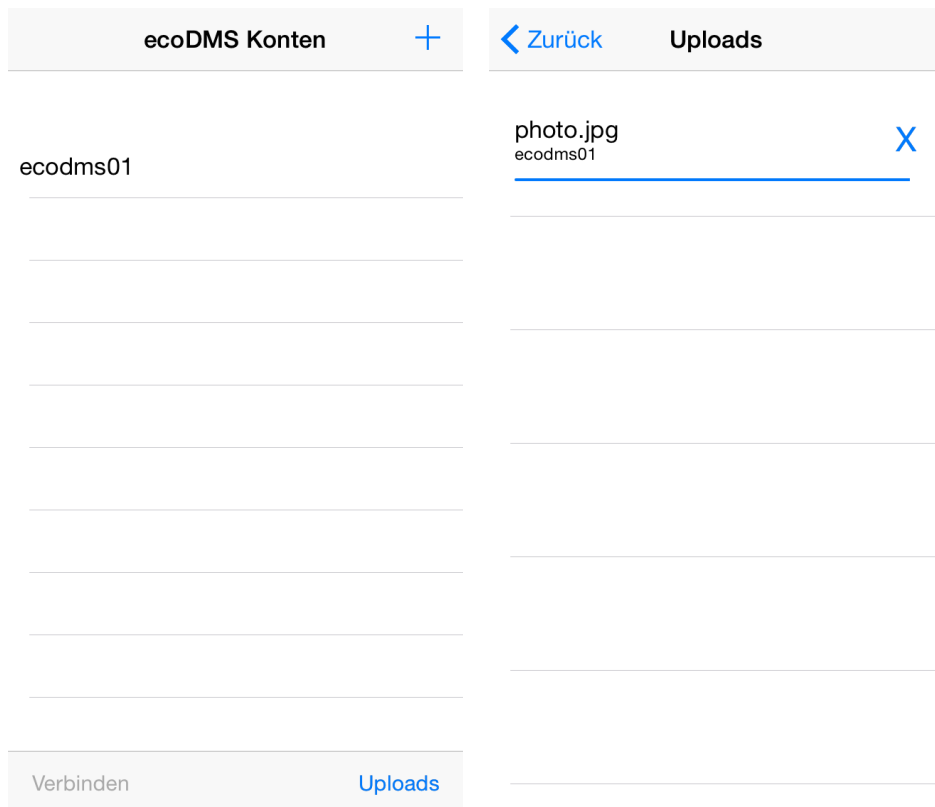 ecoDMS Konten
ecodms01
Verbinden
Uploads
Zurück
Uploads
photo.jpg
ecodms01
X